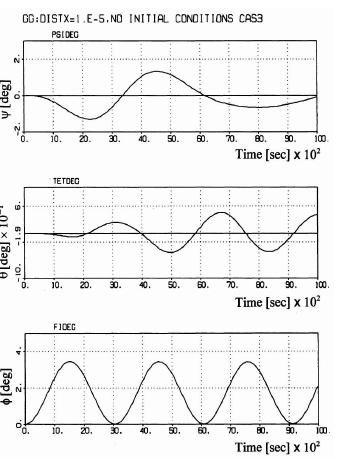 GG:DISTX=1.E-5.NO INITIAL CONDITIONS CAS3
PSIDEG
ψ [deg]
2.
0.
-2.
0. 10. 20. 30. 40. 50. 60. 70. 80. 90. 100.
Time [sec] x 10²
TETDEG
θ [deg] × 10⁻¹
6.
-1.9
-10.
0. 10. 20. 30. 40. 50. 60. 70. 80. 90. 100.
Time [sec] x 10²
FIDEG
ϕ [deg]
4.
2.
0.
0. 10. 20. 30. 40. 50. 60. 70. 80. 90. 100.
Time [sec] x 10²